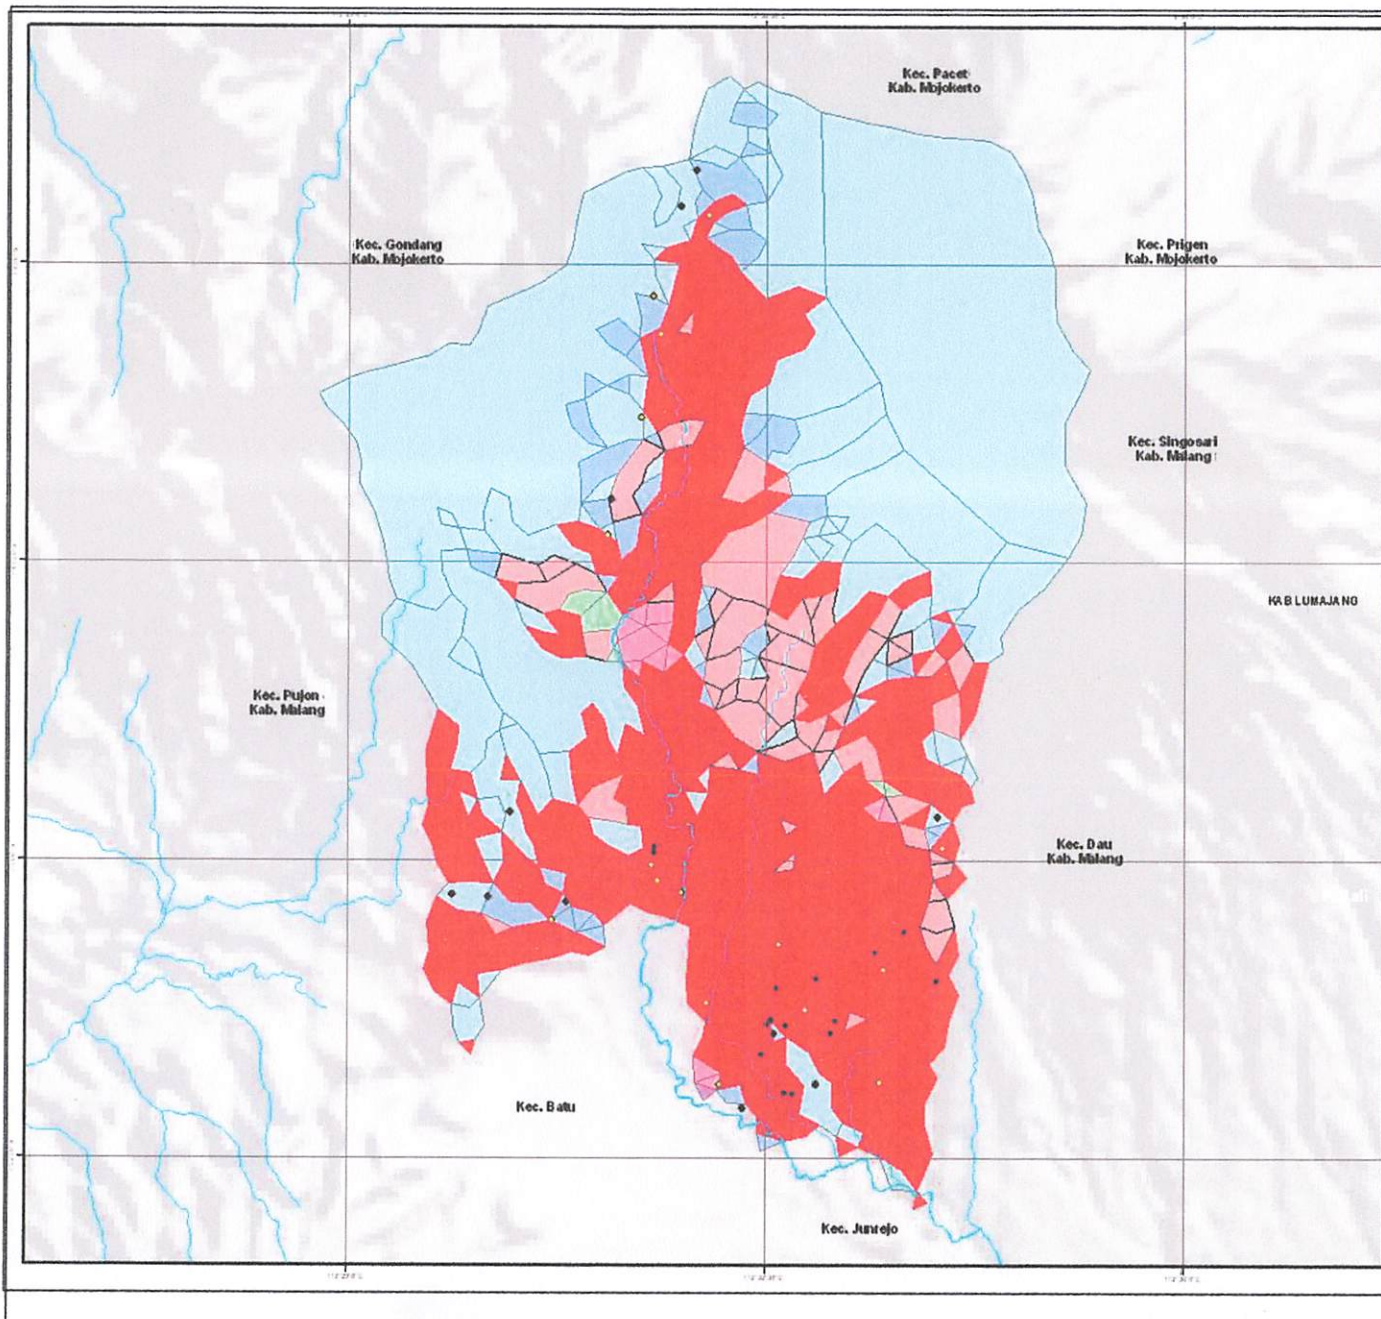 Kec. Pacet
Kab. Mojokerto
Kec. Gondang
Kab. Mojokerto
Kec. Prigen
Kab. Mojokerto
Kec. Singosari
Kab. Malang
KAB LUMAJANG
Kec. Pujon
Kab. Malang
Kec. Dau
Kab. Malang
Kec. Batu
Kec. Junrejo